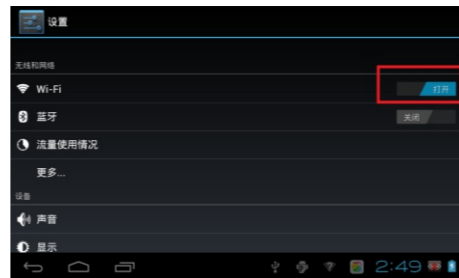 设置
无线和网络
Wi-Fi 打开
蓝牙 关闭
流量使用情况
更多...
设备
声音
显示
2:49